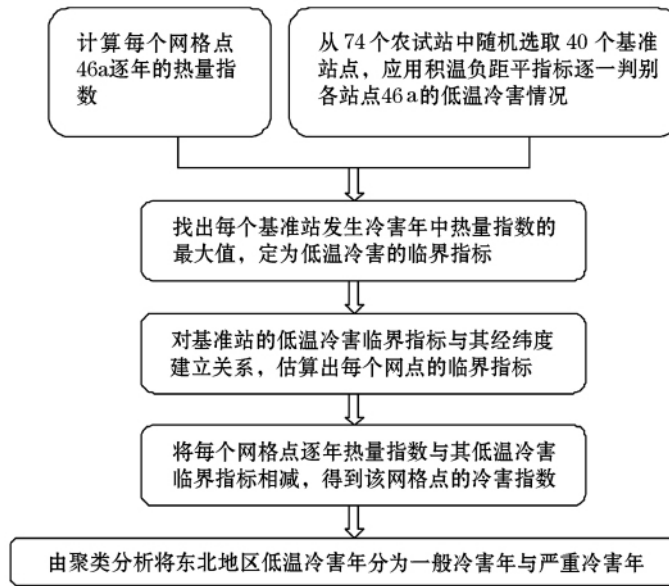 计算每个网格点
46a逐年的热量指
数
从 74 个农试站中随机选取 40 个基准
站点，应用积温负距平指标逐一判别
各站点46 a的低温冷害情况
找出每个基准站发生冷害年中热量指数的
最大值，定为低温冷害的临界指标
对基准站的低温冷害临界指标与其经纬度
建立关系，估算出每个网点的临界指标
将每个网格点逐年热量指数与其低温冷害
临界指标相减，得到该网格点的冷害指数
由聚类分析将东北地区低温冷害年分为一般冷害年与严重冷害年